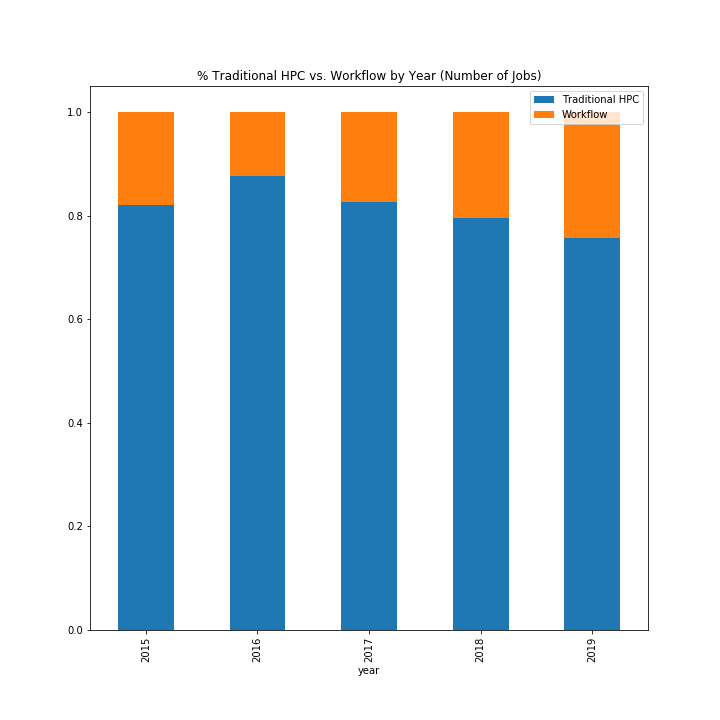 % Traditional HPC vs. Workflow by Year (Number of Jobs)
Traditional HPC
Workflow
1.0
0.8
0.6
0.4
0.2
0.0
2015
2016
2017
2018
2019
year